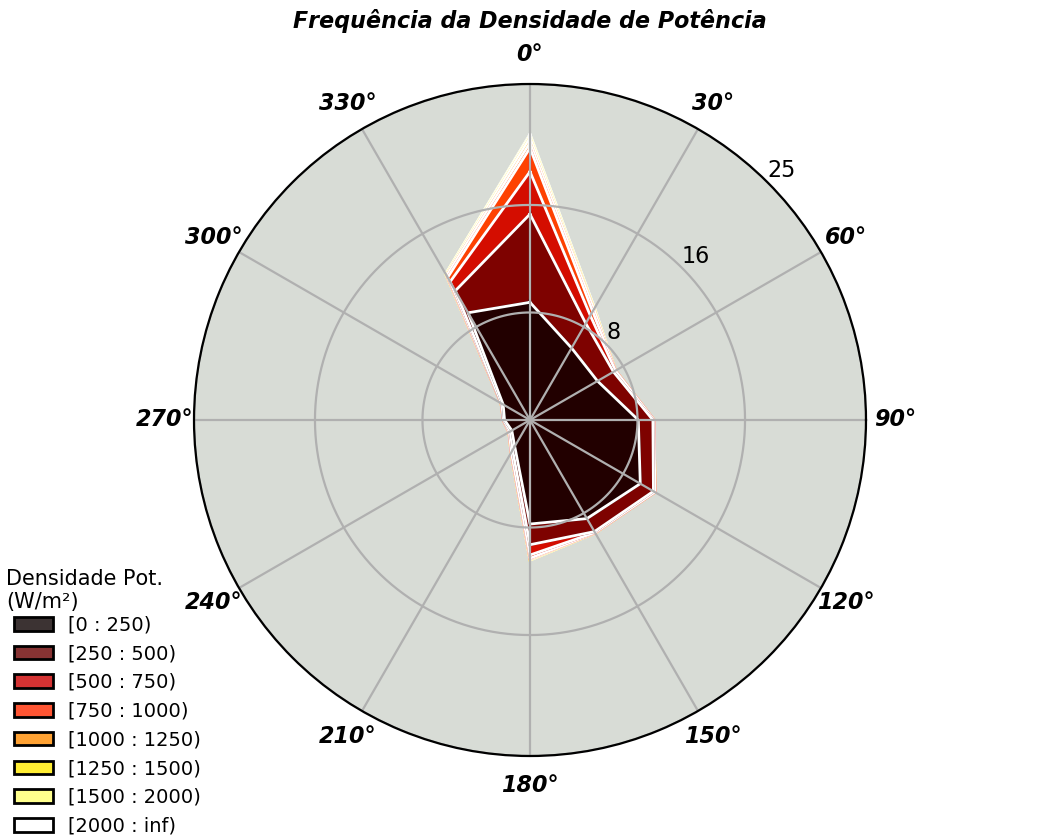 Frequência da Densidade de Potência
0°
330°
30°
25
300°
60°
16
8
270°
90°
240°
120°
210°
150°
180°
Densidade Pot.
(W/m²)
[0 : 250)
[250 : 500)
[500 : 750)
[750 : 1000)
[1000 : 1250)
[1250 : 1500)
[1500 : 2000)
[2000 : inf)